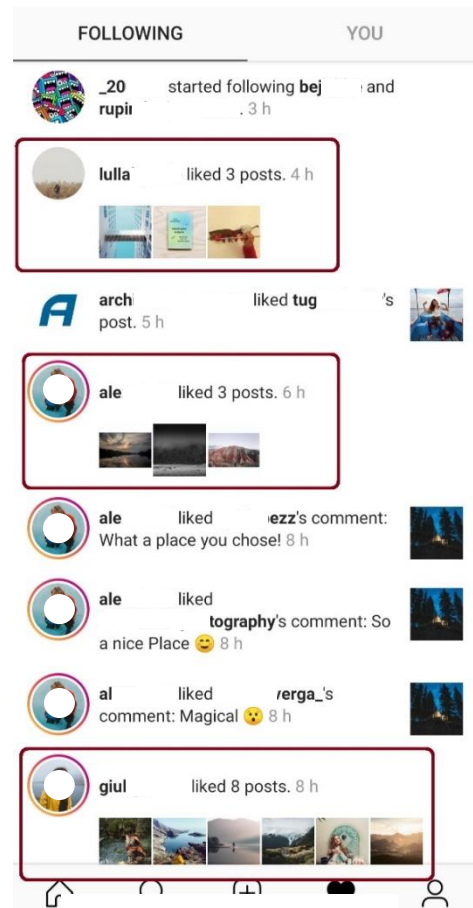 FOLLOWING YOU
_20 started following bej and
rupi . 3 h
lulla liked 3 posts. 4 h
arch liked tug 's
post. 5 h
ale liked 3 posts. 6 h
ale liked ezz's comment:
What a place you chose! 8 h
ale liked
tography's comment: So
a nice Place 😊 8 h
al liked verga_'s
comment: Magical 😮 8 h
giul liked 8 posts. 8 h